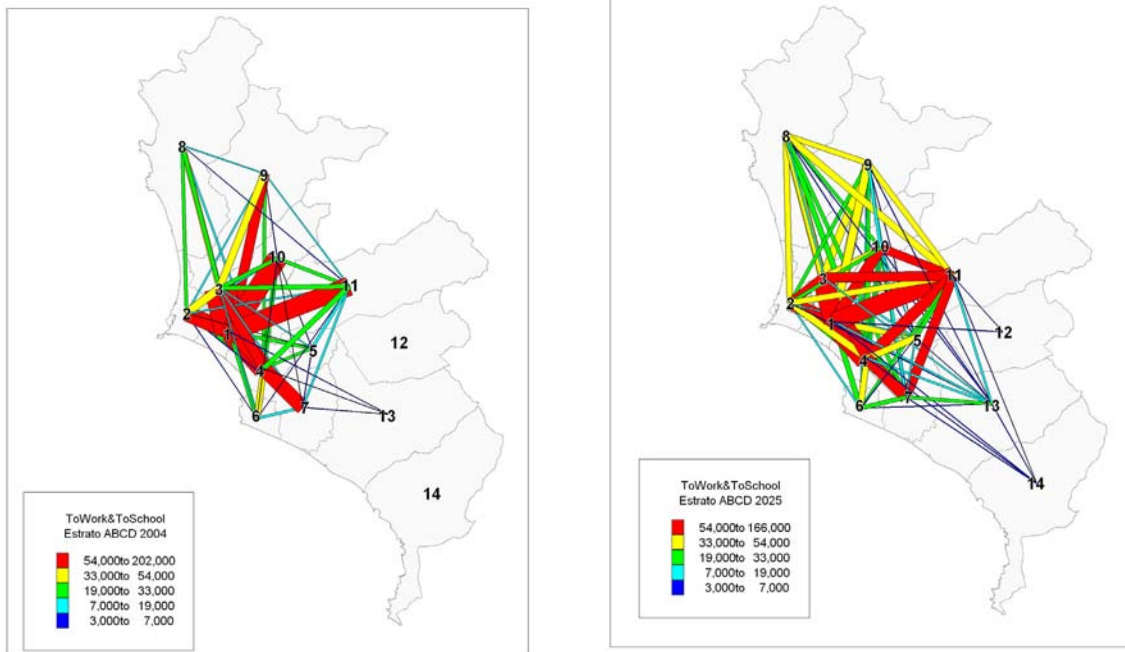 8
9
10
3
11
2
1
5
12
4
6
7
13
14
ToWork&ToSchool
Estrato ABCD 2004
54,000to 202,000
33,000to 54,000
19,000to 33,000
7,000to 19,000
3,000to 7,000
8
9
10
3
11
2
1
12
5
4
7
6
13
14
ToWork&ToSchool
Estrato ABCD 2025
54,000to 166,000
33,000to 54,000
19,000to 33,000
7,000to 19,000
3,000to 7,000